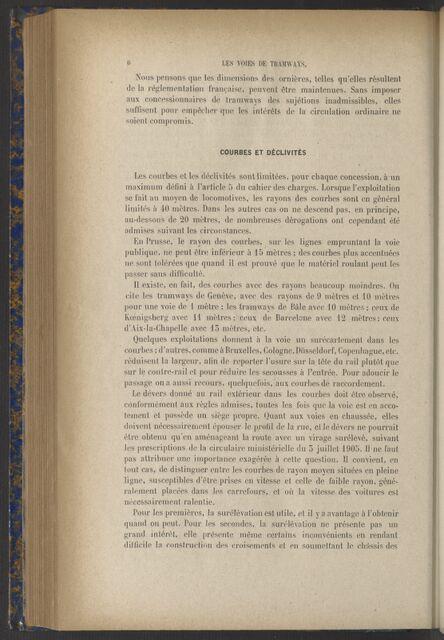 6 LES VOIES DE TRAMWAYS.
Nous pensons que les dimensions des ornières, telles qu'elles résultent
de la réglementation française, peuvent être maintenues. Sans imposer
aux concessionnaires de tramways des sujétions inadmissibles, elles
suffisent pour empêcher que les intérêts de la circulation ordinaire ne
soient compromis.
COURBES ET DÉCLIVITÉS
Les courbes et les déclivités sont limitées, pour chaque concession, à un
maximum défini à l'article 5 du cahier des charges. Lorsque l'exploitation
se fait au moyen de locomotives, les rayons des courbes sont en général
limités à 40 mètres. Dans les autres cas on ne descend pas, en principe,
au-dessous de 20 mètres, de nombreuses dérogations ont cependant été
admises suivant les circonstances.
En Prusse, le rayon des courbes, sur les lignes empruntant la voie
publique, ne peut être inférieur à 15 mètres; des courbes plus accentuées
ne sont tolérées que quand il est prouvé que le matériel roulant peut les
passer sans difficulté.
Il existe, en fait, des courbes avec des rayons beaucoup moindres. On
cite les tramways de Genève, avec des rayons de 9 mètres et 10 mètres
pour une voie de 1 mètre; les tramways de Bâle avec 10 mètres; ceux de
Kœnigsberg avec 11 mètres; ceux de Barcelone avec 12 mètres; ceux
d'Aix-la-Chapelle avec 13 mètres, etc.
Quelques exploitations donnent à la voie un surécartement dans les
courbes; d'autres, comme à Bruxelles, Cologne, Düsseldorf, Copenhague, etc.
réduisent la largeur, afin de reporter l'usure sur la tête du rail plutôt que
sur le contre-rail et pour réduire les secousses à l'entrée. Pour adoucir le
passage on a aussi recours, quelquefois, aux courbes de raccordement.
Le dévers donné au rail extérieur dans les courbes doit être observé,
conformément aux règles admises, toutes les fois que la voie est en acco-
tement et possède un siège propre. Quant aux voies en chaussée, elles
doivent nécessairement épouser le profil de la rue, et le dévers ne pourrait
être obtenu qu'en aménageant la route avec un virage surélevé, suivant
les prescriptions de la circulaire ministérielle du 5 juillet 1905. Il ne faut
pas attribuer une importance exagérée à cette question. Il convient, en
tout cas, de distinguer entre les courbes de rayon moyen situées en pleine
ligne, susceptibles d'être prises en vitesse et celle de faible rayon, géné-
ralement placées dans les carrefours, et où la vitesse des voitures est
nécessairement ralentie.
Pour les premières, la surélévation est utile, et il y a avantage à l'obtenir
quand on peut. Pour les secondes, la surélévation ne présente pas un
grand intérêt, elle présente même certains inconvénients en rendant
difficile la construction des croisements et en soumettant le châssis des